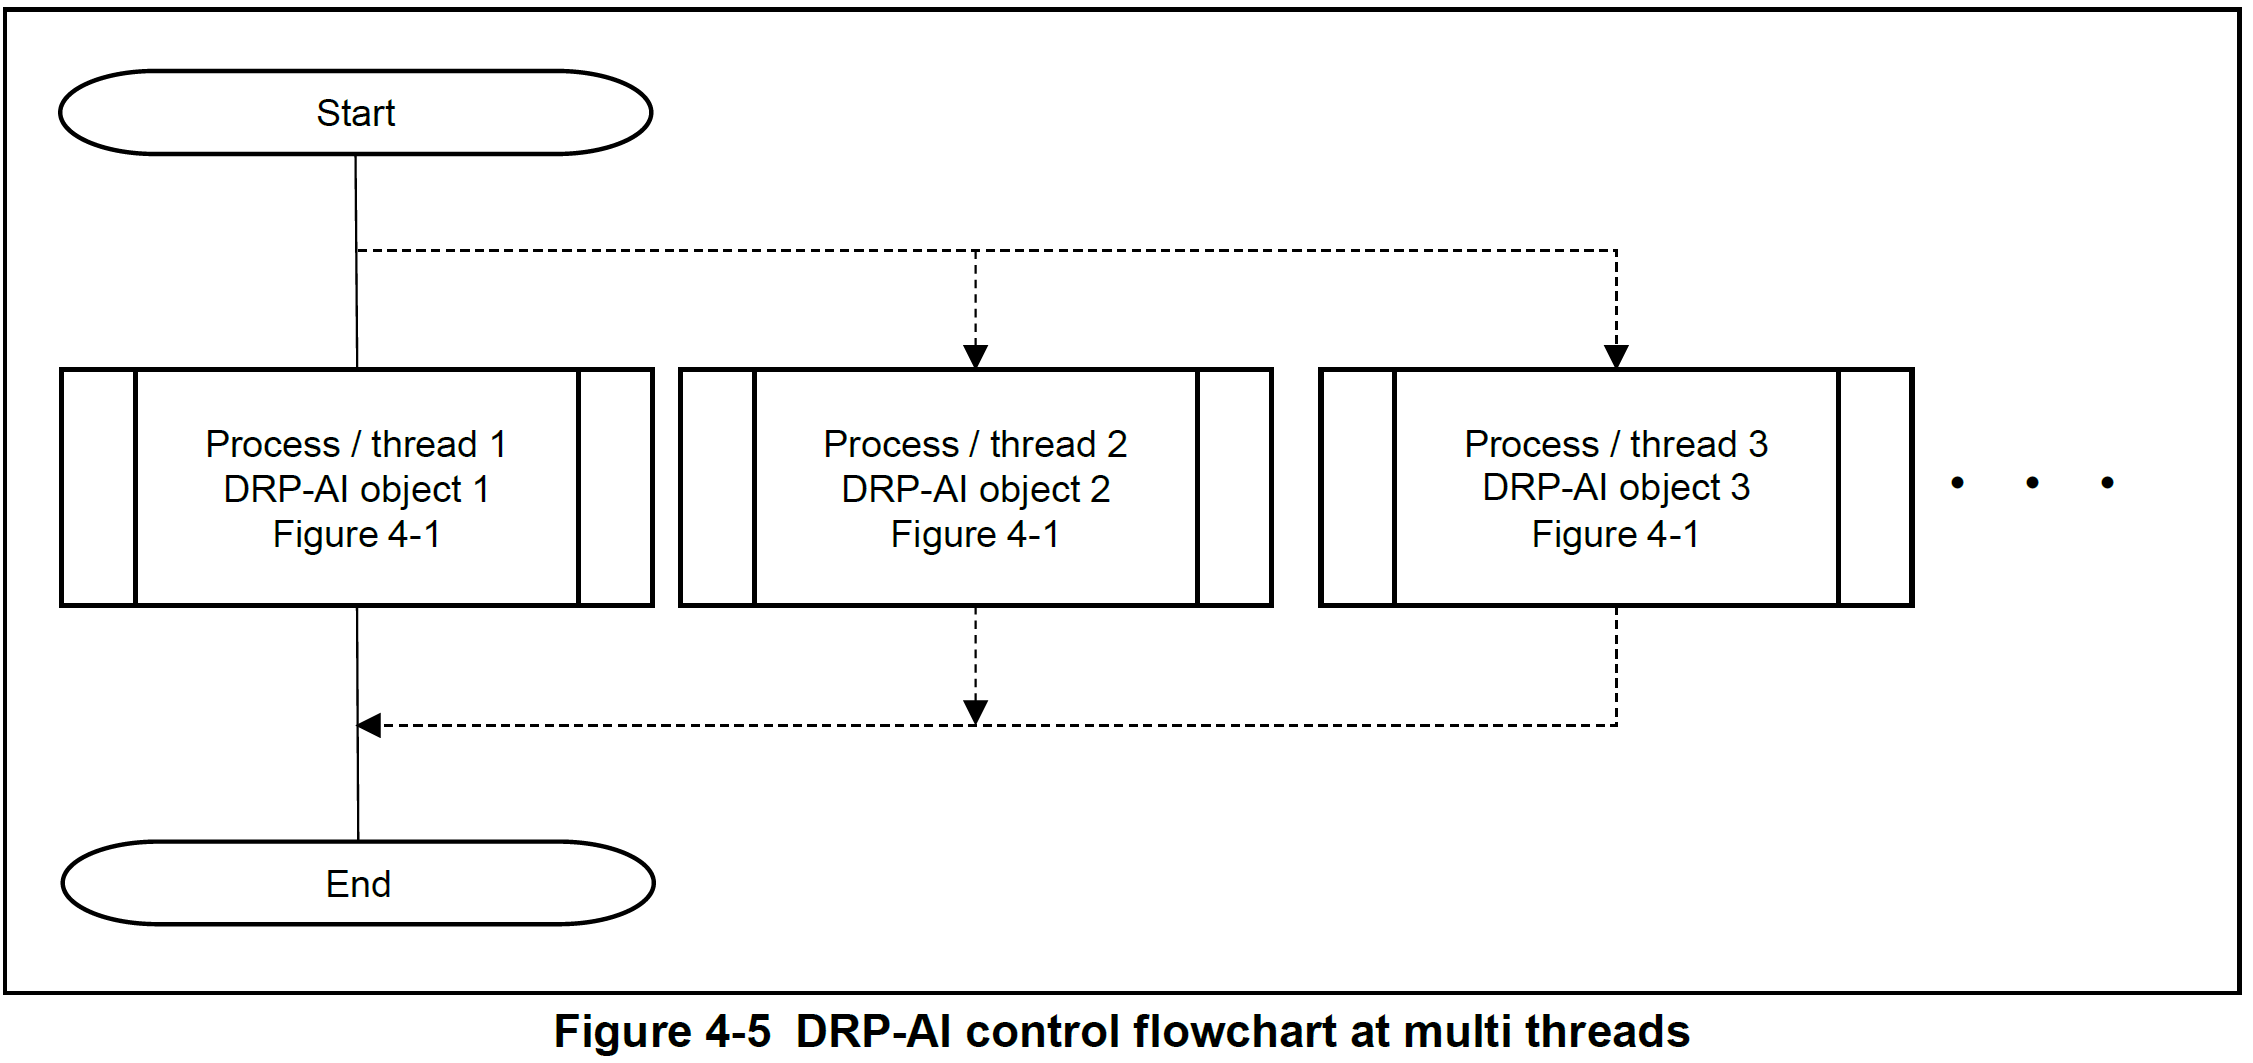 Start
Process / thread 1
DRP-AI object 1
Figure 4-1
Process / thread 2
DRP-AI object 2
Figure 4-1
Process / thread 3
DRP-AI object 3
Figure 4-1
• • •
End
Figure 4-5 DRP-AI control flowchart at multi threads